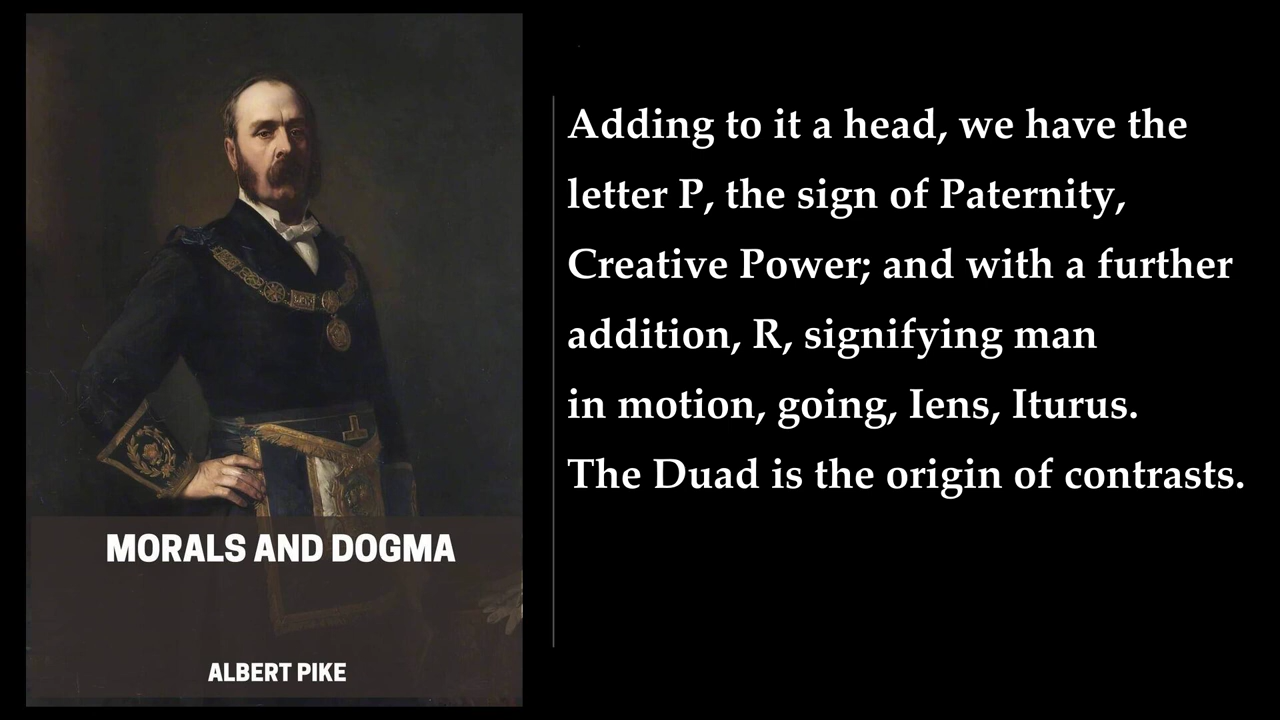 MORALS AND DOGMA
ALBERT PIKE
Adding to it a head, we have the
letter P, the sign of Paternity,
Creative Power; and with a further
addition, R, signifying man
in motion, going, Iens, Iturus.
The Duad is the origin of contrasts.